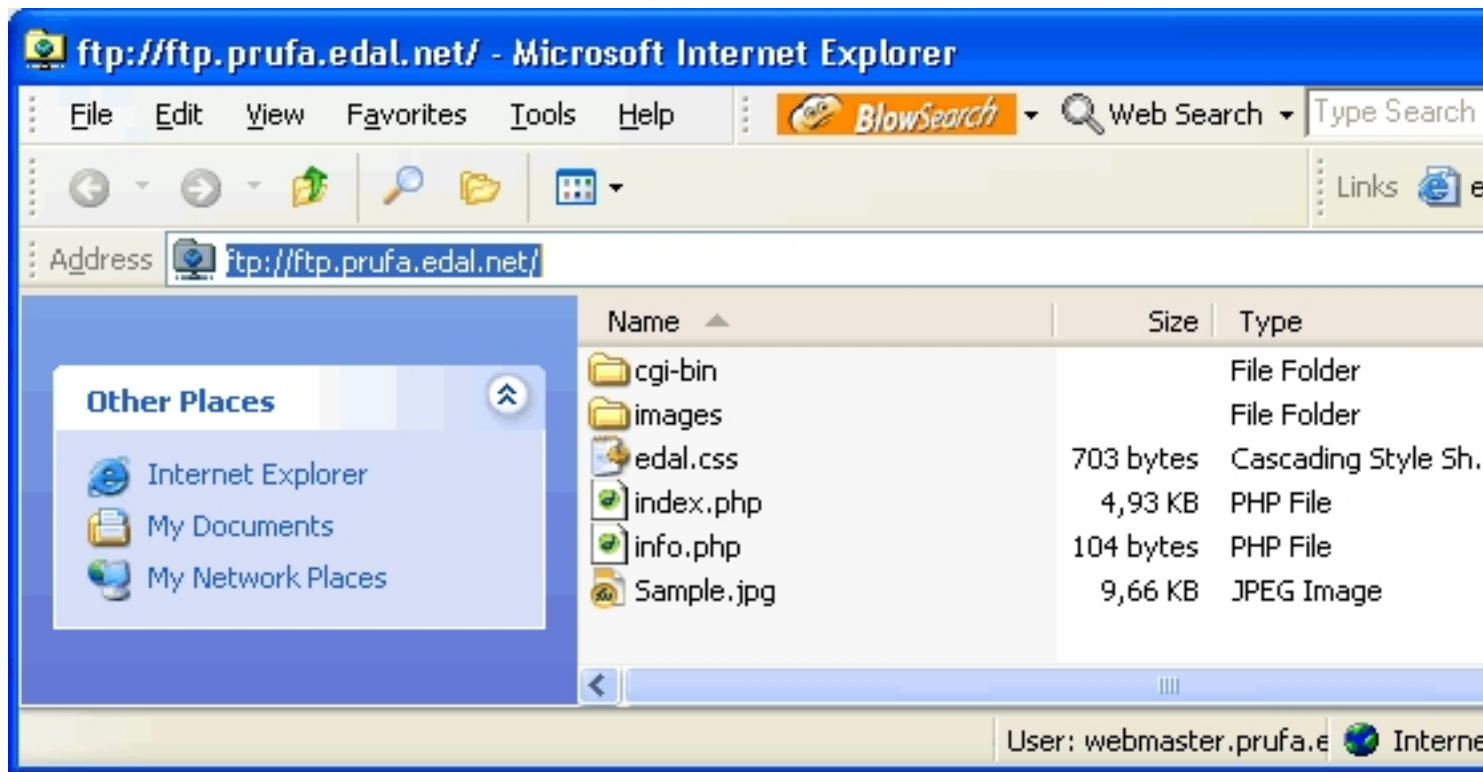 ftp://ftp.prufa.edal.net/ - Microsoft Internet Explorer
File Edit View Favorites Tools Help BlowSearch Web Search Type Search
Links e
Address ftp://ftp.prufa.edal.net/
Name Size Type
Other Places
Internet Explorer
My Documents
My Network Places
cgi-bin File Folder
images File Folder
edal.css 703 bytes Cascading Style Sh.
index.php 4,93 KB PHP File
info.php 104 bytes PHP File
Sample.jpg 9,66 KB JPEG Image
User: webmaster.prufa.e Interne